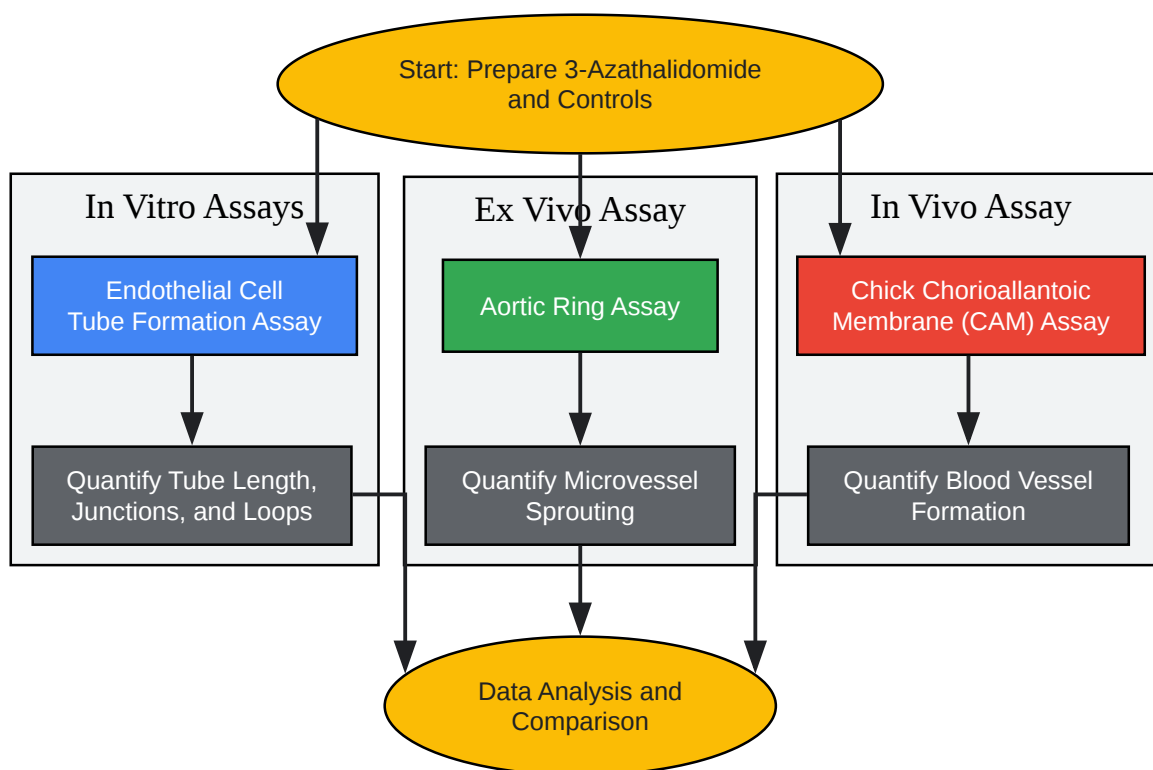 Start: Prepare 3-Azathalidomide
and Controls
In Vitro Assays
Ex Vivo Assay
In Vivo Assay
Endothelial Cell
Tube Formation Assay
Aortic Ring Assay
Chick Chorioallantoic
Membrane (CAM) Assay
Quantify Tube Length,
Junctions, and Loops
Quantify Microvessel
Sprouting
Quantify Blood Vessel
Formation
Data Analysis and
Comparison